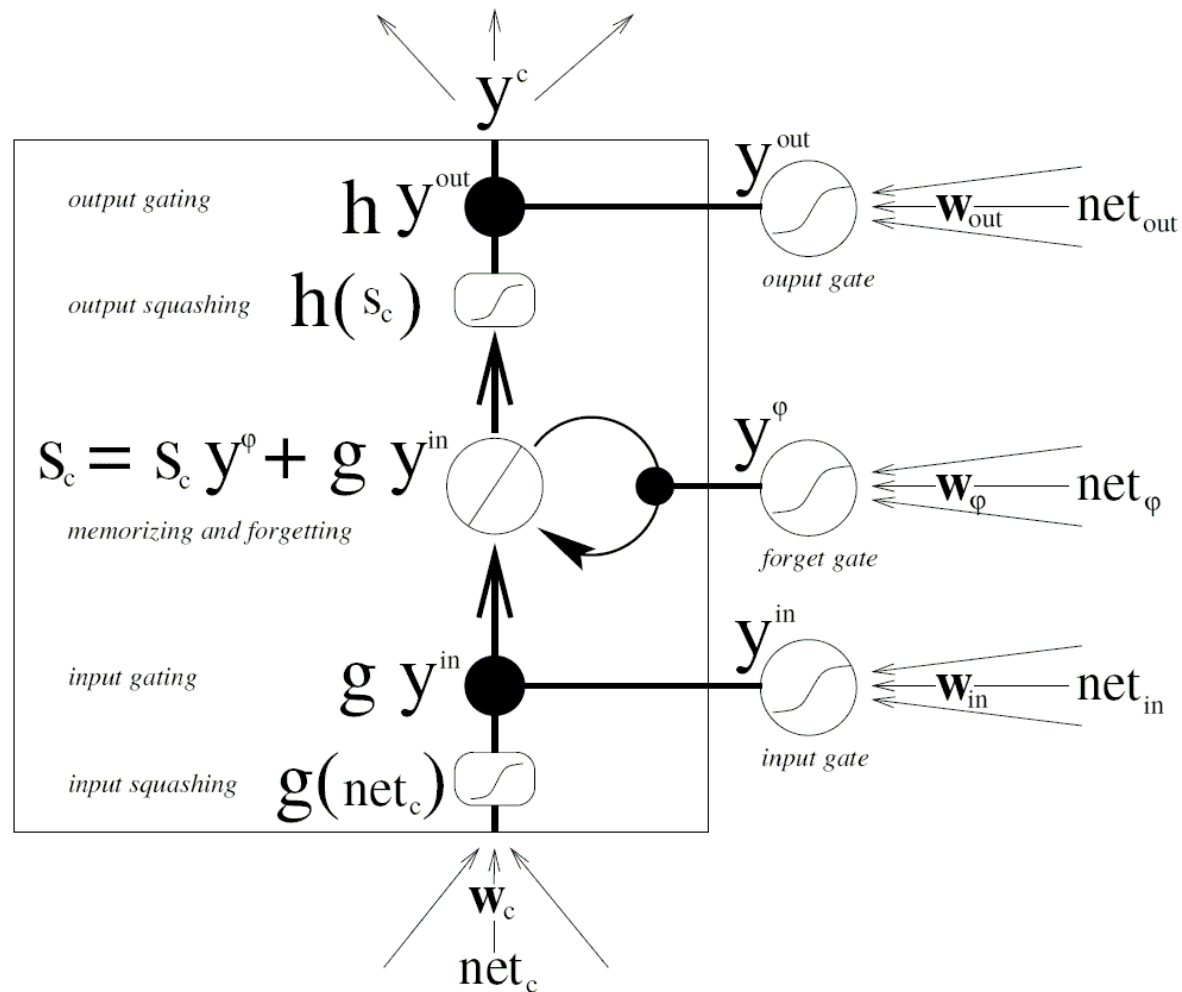 y^c
y^out
output gating
h y^out
w_out
net_out
ouput gate
output squashing
h(s_c)
y^φ
s_c = s_c y^φ + g y^in
w_φ
net_φ
memorizing and forgetting
forget gate
y^in
input gating
g y^in
w_in
net_in
input gate
input squashing
g(net_c)
w_c
net_c